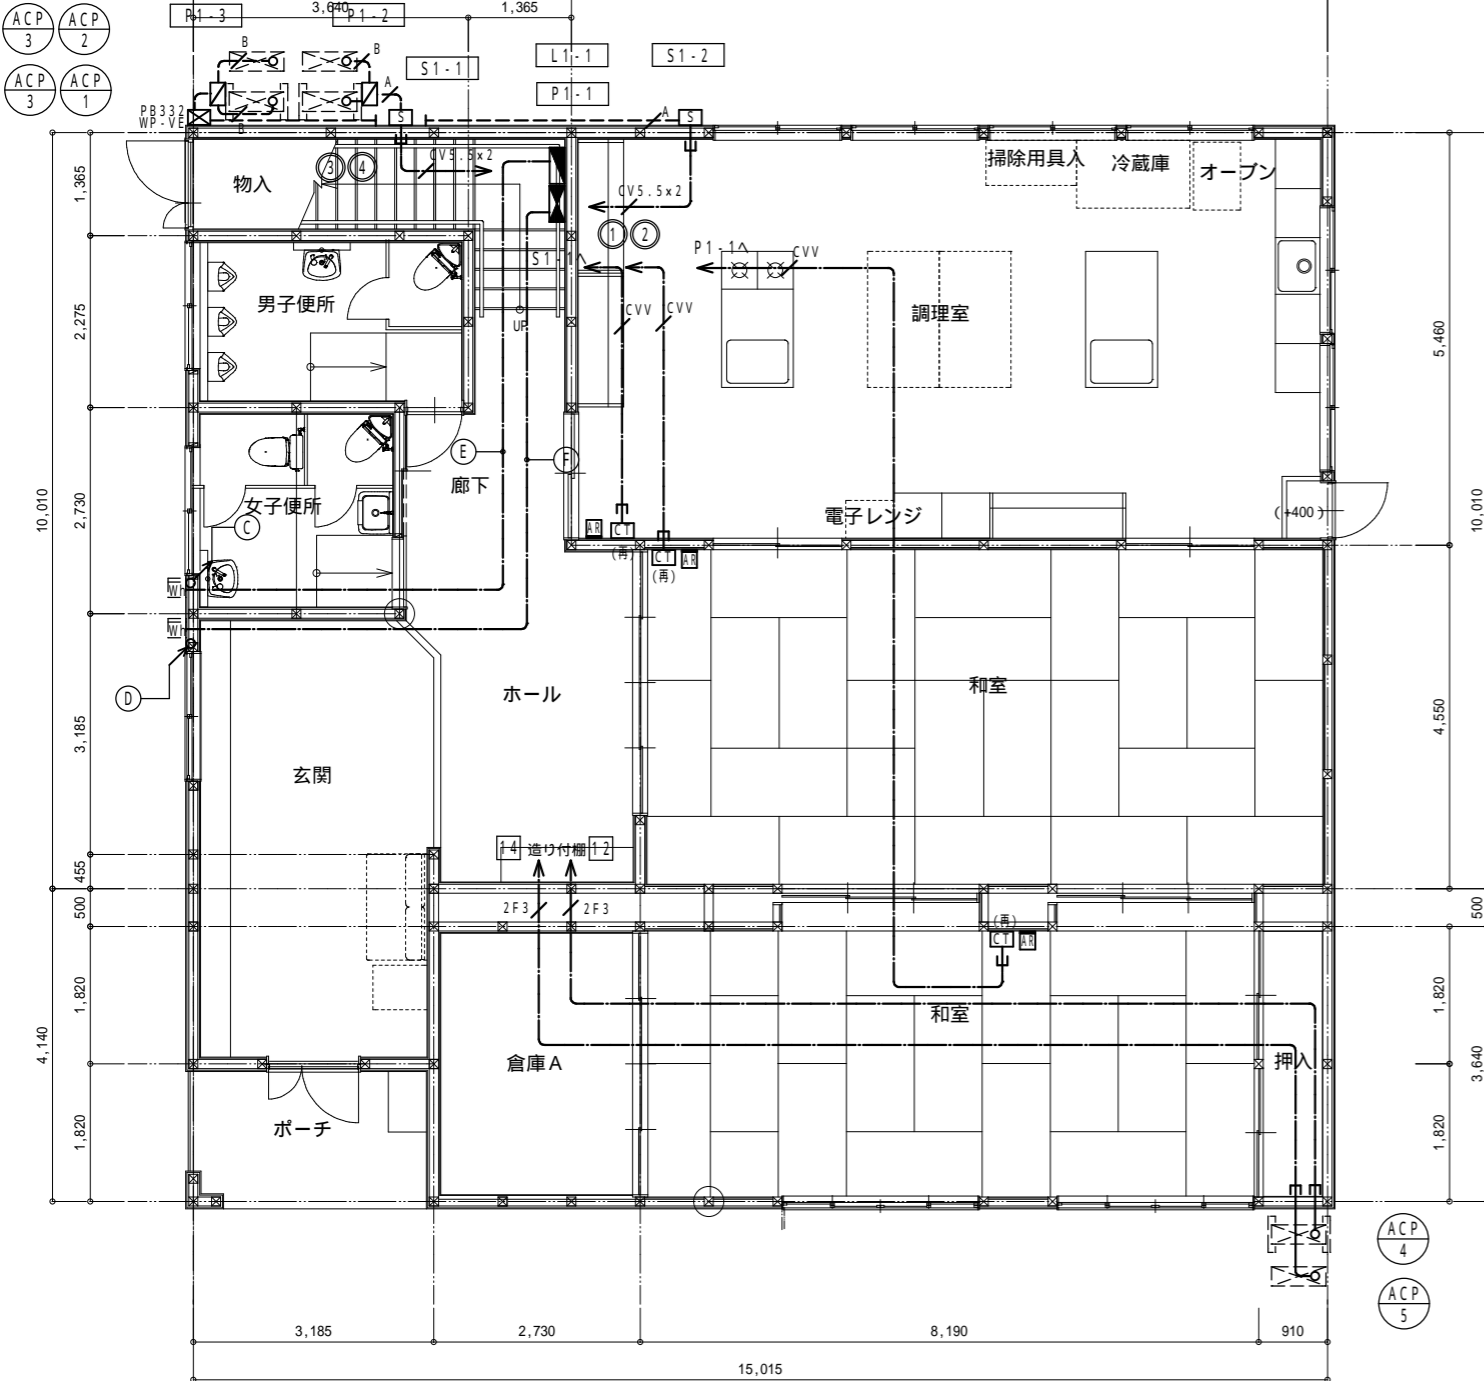 3,640
1,365
ACP
3
ACP
2
P1-3
P1-2
B
B
L1-1
S1-2
S1-1
ACP
3
ACP
1
A
P1-1
PB332
WP-VE
B
S
A
S
物入
3
4
CV5.5x2
掃除用具入
冷蔵庫
オーブン
1,365
CV5.5x2
1
2
S1-1へ
P1-1へ
CVV
男子便所
CVV
CVV
調理室
2,275
UP
5,460
E
F
廊下
女子便所
C
電子レンジ
(+400)
10,010
2,730
10,010
AR
CT
(再)
CT
AR
(再)
Wh
Wh
D
ホール
和室
3,185
4,550
玄関
14
造り付棚
12
455
500
2F3
2F3
500
(再)
CT
AR
1,820
和室
1,820
4,140
倉庫A
押入
3,640
1,820
ポーチ
1,820
ACP
4
ACP
5
3,185
2,730
8,190
910
15,015